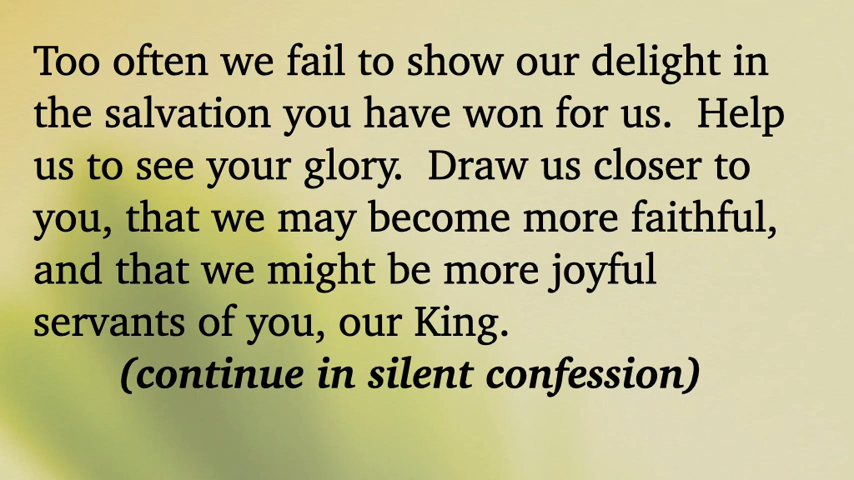 Too often we fail to show our delight in
the salvation you have won for us.  Help
us to see your glory.  Draw us closer to
you, that we may become more faithful,
and that we might be more joyful
servants of you, our King.
(continue in silent confession)